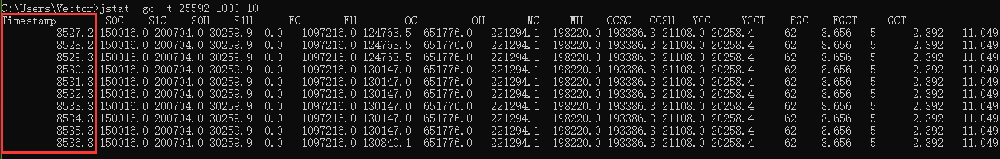 C:\Users\Vector>jstat -gc -t 25592 1000 10
Timestamp S0C S1C S0U S1U EC EU OC OU MC MU CCSC CCSU YGC YGCT FGC FGCT GCT
8527.2 150016.0 200704.0 30259.9 0.0 1097216.0 124763.5 651776.0 221294.1 198220.0 193386.3 21108.0 20258.4 62 8.656 5 2.392 11.049
8528.2 150016.0 200704.0 30259.9 0.0 1097216.0 124763.5 651776.0 221294.1 198220.0 193386.3 21108.0 20258.4 62 8.656 5 2.392 11.049
8529.3 150016.0 200704.0 30259.9 0.0 1097216.0 124763.5 651776.0 221294.1 198220.0 193386.3 21108.0 20258.4 62 8.656 5 2.392 11.049
8530.3 150016.0 200704.0 30259.9 0.0 1097216.0 130147.0 651776.0 221294.1 198220.0 193386.3 21108.0 20258.4 62 8.656 5 2.392 11.049
8531.3 150016.0 200704.0 30259.9 0.0 1097216.0 130147.0 651776.0 221294.1 198220.0 193386.3 21108.0 20258.4 62 8.656 5 2.392 11.049
8532.3 150016.0 200704.0 30259.9 0.0 1097216.0 130147.0 651776.0 221294.1 198220.0 193386.3 21108.0 20258.4 62 8.656 5 2.392 11.049
8533.3 150016.0 200704.0 30259.9 0.0 1097216.0 130147.0 651776.0 221294.1 198220.0 193386.3 21108.0 20258.4 62 8.656 5 2.392 11.049
8534.3 150016.0 200704.0 30259.9 0.0 1097216.0 130147.0 651776.0 221294.1 198220.0 193386.3 21108.0 20258.4 62 8.656 5 2.392 11.049
8535.3 150016.0 200704.0 30259.9 0.0 1097216.0 130147.0 651776.0 221294.1 198220.0 193386.3 21108.0 20258.4 62 8.656 5 2.392 11.049
8536.3 150016.0 200704.0 30259.9 0.0 1097216.0 130840.1 651776.0 221294.1 198220.0 193386.3 21108.0 20258.4 62 8.656 5 2.392 11.049